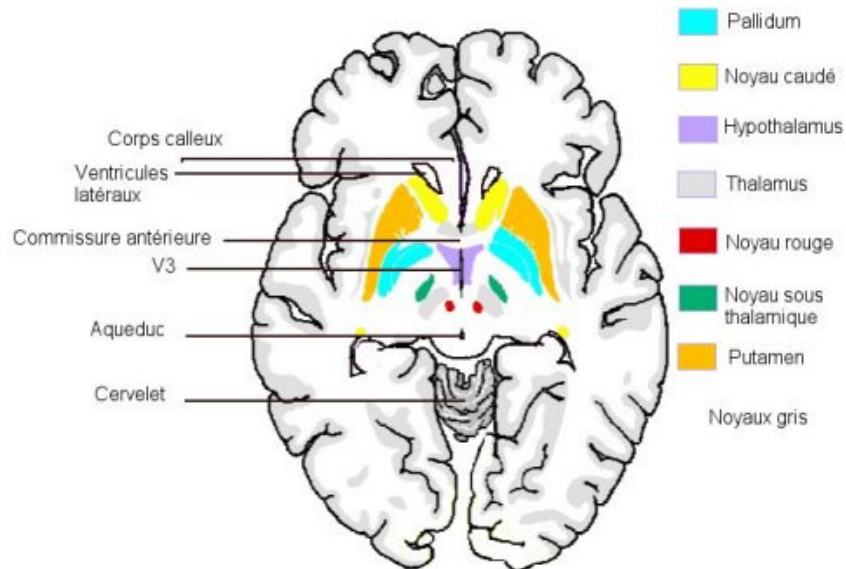 Corps calleux
Ventricules
latéraux
Commissure antérieure
V3
Aqueduc
Cervelet
Pallidum
Noyau caudé
Hypothalamus
Thalamus
Noyau rouge
Noyau sous
thalamique
Putamen
Noyaux gris